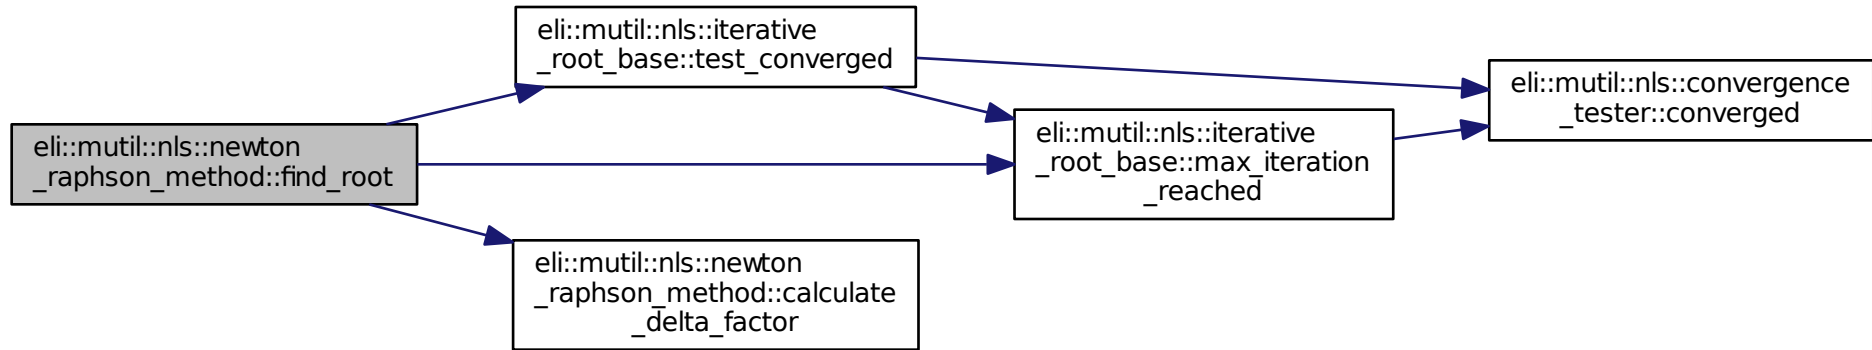 eli::mutil::nls::newton
_raphson_method::find_root
eli::mutil::nls::iterative
_root_base::test_converged
eli::mutil::nls::iterative
_root_base::max_iteration
_reached
eli::mutil::nls::convergence
_tester::converged
eli::mutil::nls::newton
_raphson_method::calculate
_delta_factor